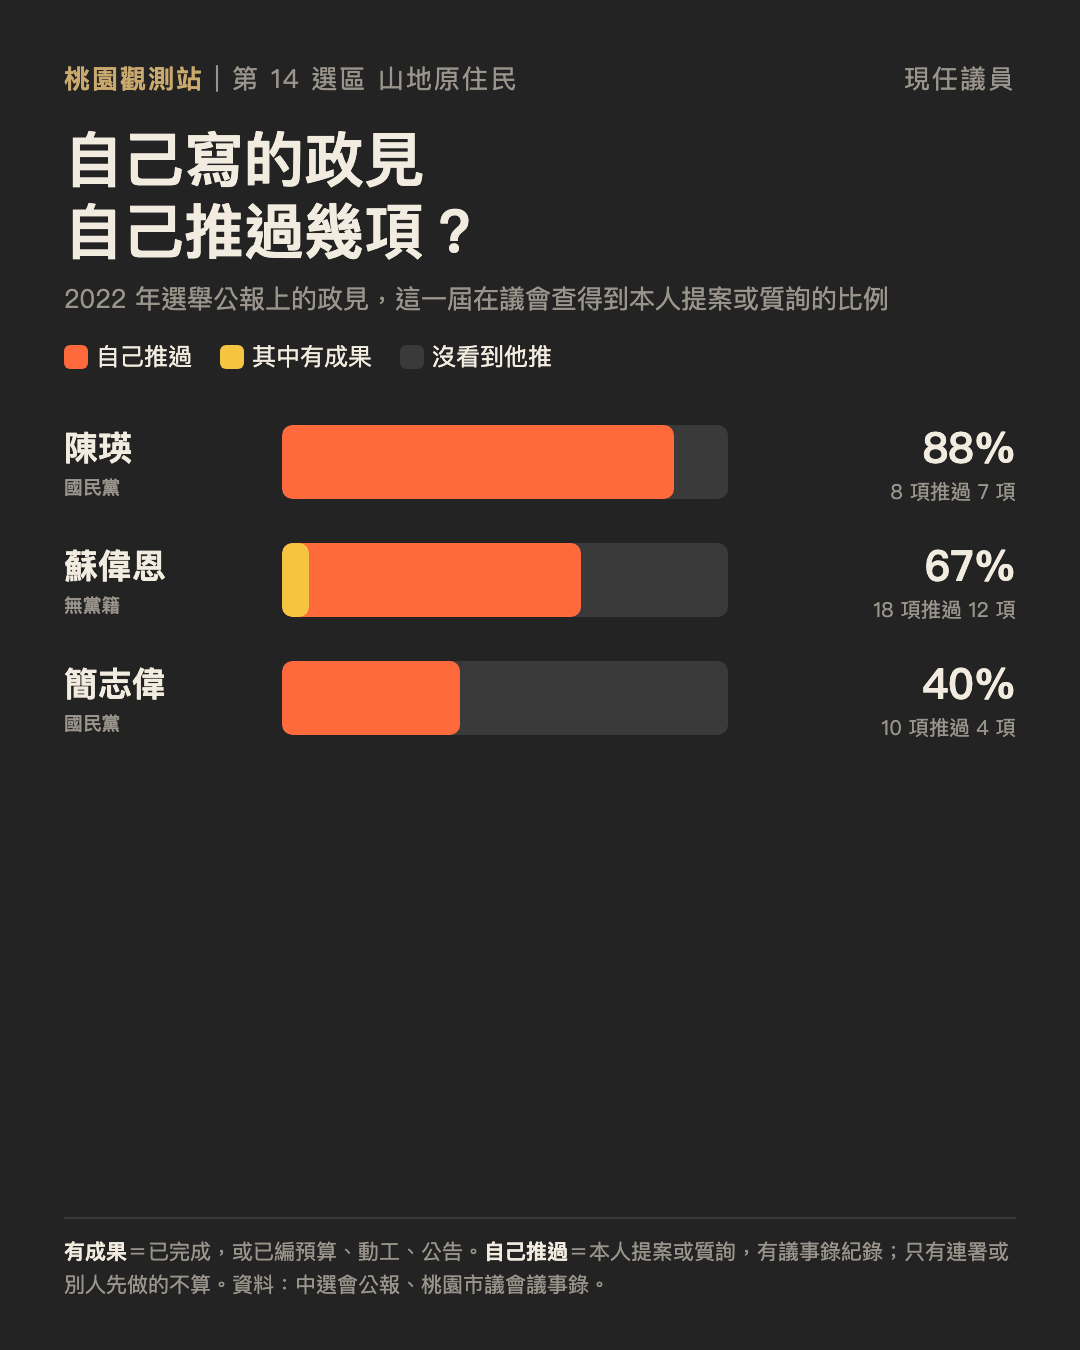 桃園觀測站｜第 14 選區 山地原住民
現任議員
自己寫的政見
自己推過幾項？
2022 年選舉公報上的政見，這一屆在議會查得到本人提案或質詢的比例
自己推過 其中有成果 沒看到他推
陳瑛
國民黨
88%
8 項推過 7 項
蘇偉恩
無黨籍
67%
18 項推過 12 項
簡志偉
國民黨
40%
10 項推過 4 項
有成果＝已完成，或已編預算、動工、公告。自己推過＝本人提案或質詢，有議事錄紀錄；只有連署或
別人先做的不算。資料：中選會公報、桃園市議會議事錄。